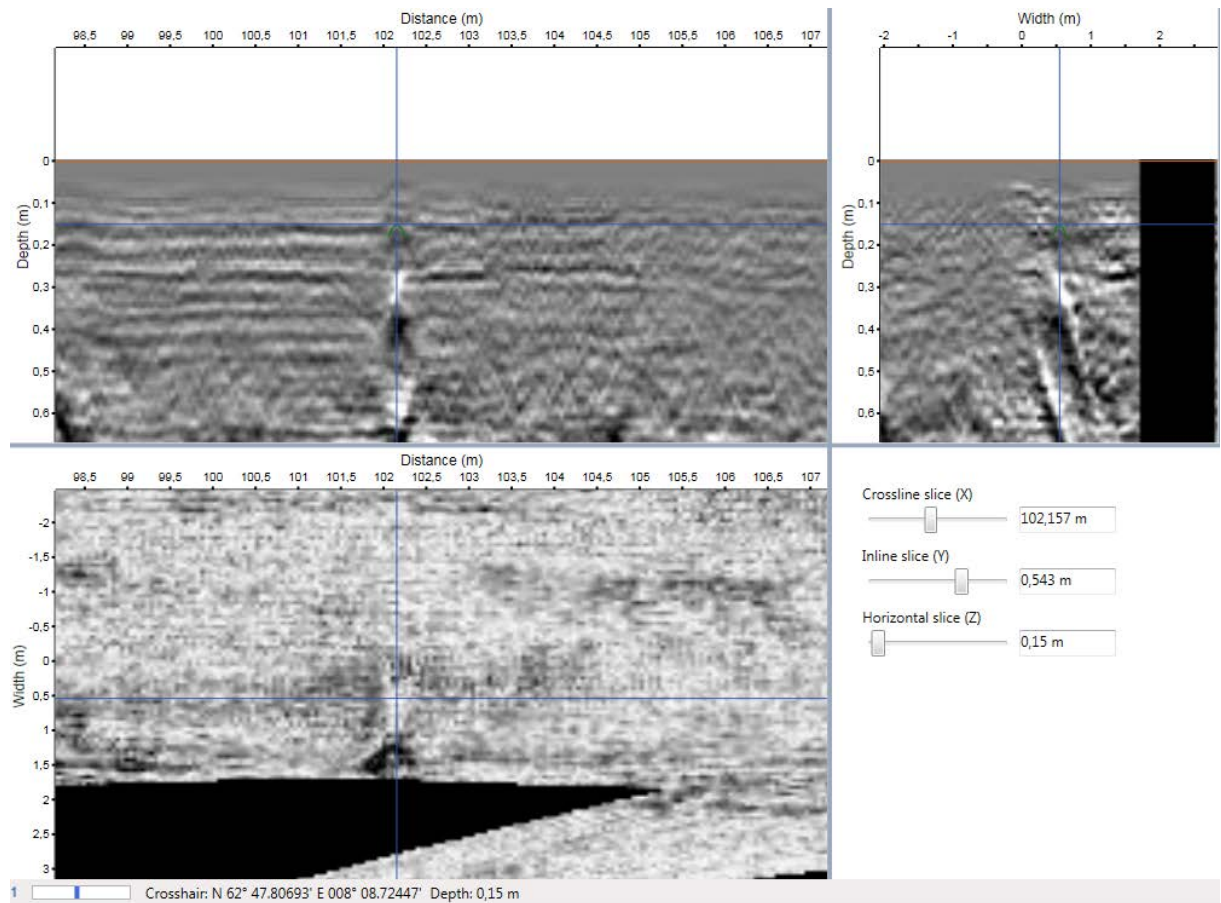 Distance (m)
98,5 99 99,5 100 100,5 101 101,5 102 102,5 103 103,5 104 104,5 105 105,5 106 106,5 107
Depth (m)
0
0,1
0,2
0,3
0,4
0,5
0,6
Width (m)
-2 -1 0 1 2
Depth (m)
0
0,1
0,2
0,3
0,4
0,5
0,6
Distance (m)
98,5 99 99,5 100 100,5 101 101,5 102 102,5 103 103,5 104 104,5 105 105,5 106 106,5 107
Width (m)
-2
-1,5
-1
-0,5
0
0,5
1
1,5
2
2,5
3
Crossline slice (X)
102,157 m
Inline slice (Y)
0,543 m
Horizontal slice (Z)
0,15 m
1 Crosshair: N 62° 47.80693' E 008° 08.72447' Depth: 0,15 m